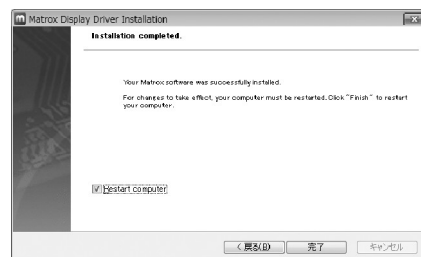 Matrox Display Driver Installation
Installation completed.
Your Matrox software was successfully installed.
For changes to take effect, your computer must be restarted. Click "Finish" to restart
your computer.
Restart computer
< 戻る(B)
完了
キャンセル